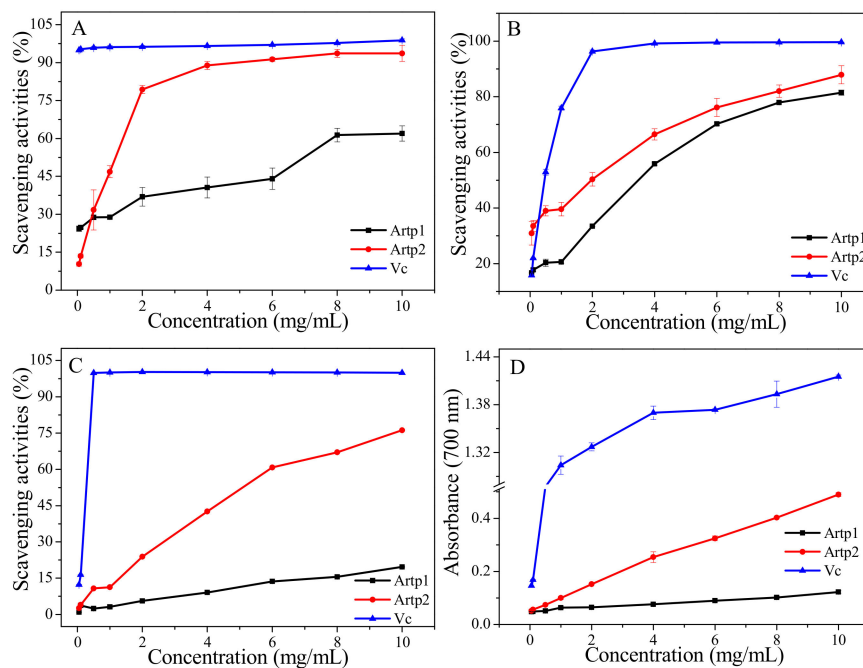 A
Scavenging activities (%)
105
90
75
60
45
30
15
0
Artp1
Artp2
Vc
0 2 4 6 8 10
Concentration (mg/mL)
B
Scavenging activities (%)
100
80
60
40
20
Artp1
Artp2
Vc
0 2 4 6 8 10
Concentration (mg/mL)
C
Scavenging activities (%)
105
90
75
60
45
30
15
0
Artp1
Artp2
Vc
0 2 4 6 8 10
Concentration (mg/mL)
D
Absorbance (700 nm)
1.44
1.38
1.32
0.4
0.2
0.0
Artp1
Artp2
Vc
0 2 4 6 8 10
Concentration (mg/mL)